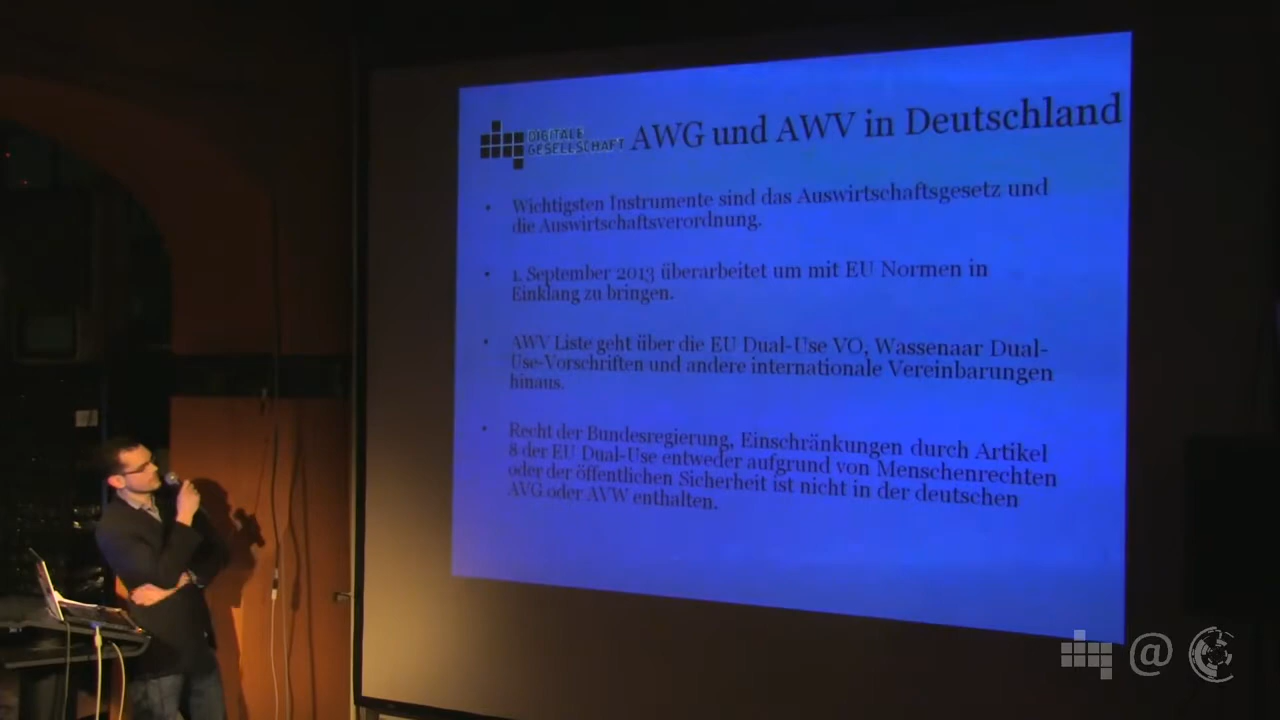 DIGITALE
GESELLSCHAFT
AWG und AWV in Deutschland
• Wichtigsten Instrumente sind das Auswirtschaftsgesetz und
die Auswirtschaftsverordnung.
• 1. September 2013 überarbeitet um mit EU Normen in
Einklang zu bringen.
• AWV Liste geht über die EU Dual-Use VO, Wassenaar Dual-
Use-Vorschriften und andere internationale Vereinbarungen
hinaus.
• Recht der Bundesregierung, Einschränkungen durch Artikel
8 der EU Dual-Use entweder aufgrund von Menschenrechten
oder der öffentlichen Sicherheit ist nicht in der deutschen
AVG oder AVW enthalten.
@